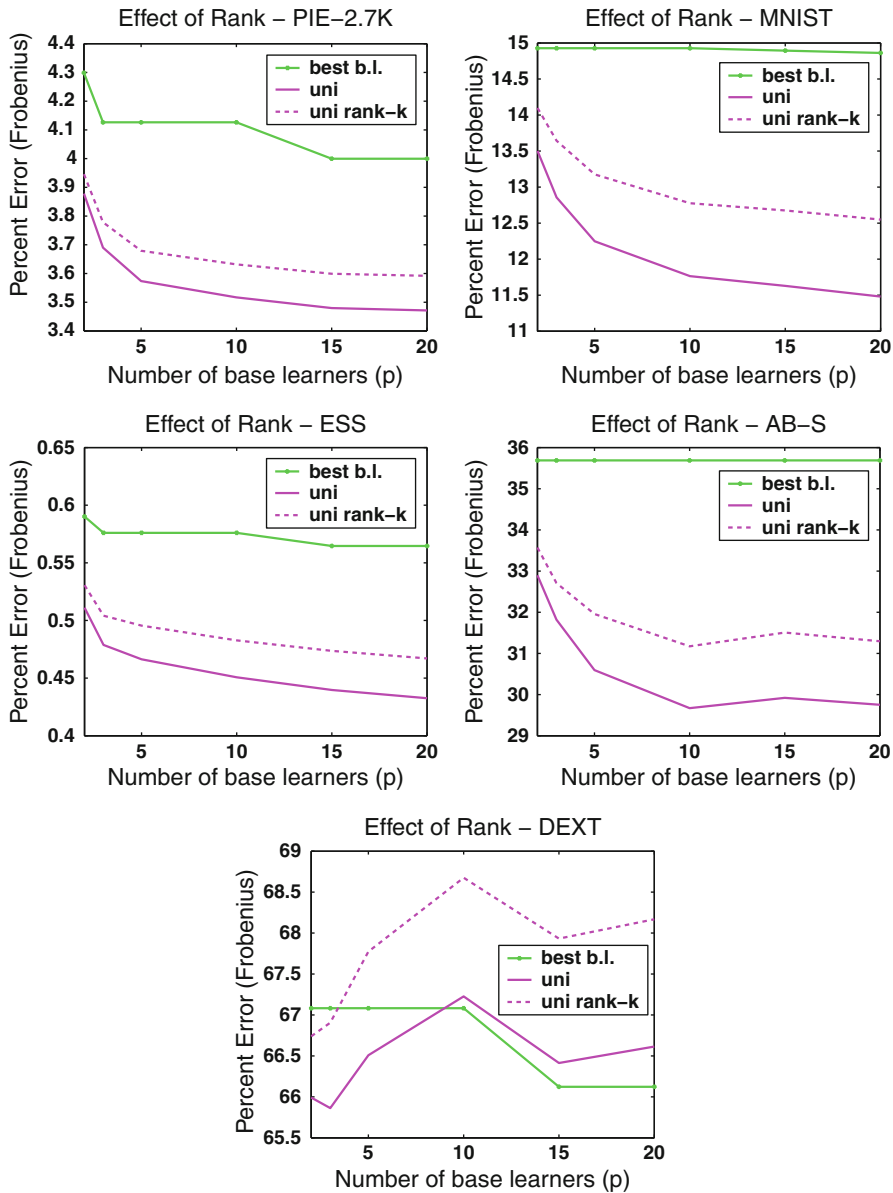 Effect of Rank – PIE–2.7K
Percent Error (Frobenius)
4.4
4.3
4.2
4.1
4
3.9
3.8
3.7
3.6
3.5
3.4
best b.l.
uni
uni rank–k
5 10 15 20
Number of base learners (p)
Effect of Rank – MNIST
Percent Error (Frobenius)
15
14.5
14
13.5
13
12.5
12
11.5
11
best b.l.
uni
uni rank–k
5 10 15 20
Number of base learners (p)
Effect of Rank – ESS
Percent Error (Frobenius)
0.65
0.6
0.55
0.5
0.45
0.4
best b.l.
uni
uni rank–k
5 10 15 20
Number of base learners (p)
Effect of Rank – AB–S
Percent Error (Frobenius)
36
35
34
33
32
31
30
29
best b.l.
uni
uni rank–k
5 10 15 20
Number of base learners (p)
Effect of Rank – DEXT
Percent Error (Frobenius)
69
68.5
68
67.5
67
66.5
66
65.5
best b.l.
uni
uni rank–k
5 10 15 20
Number of base learners (p)